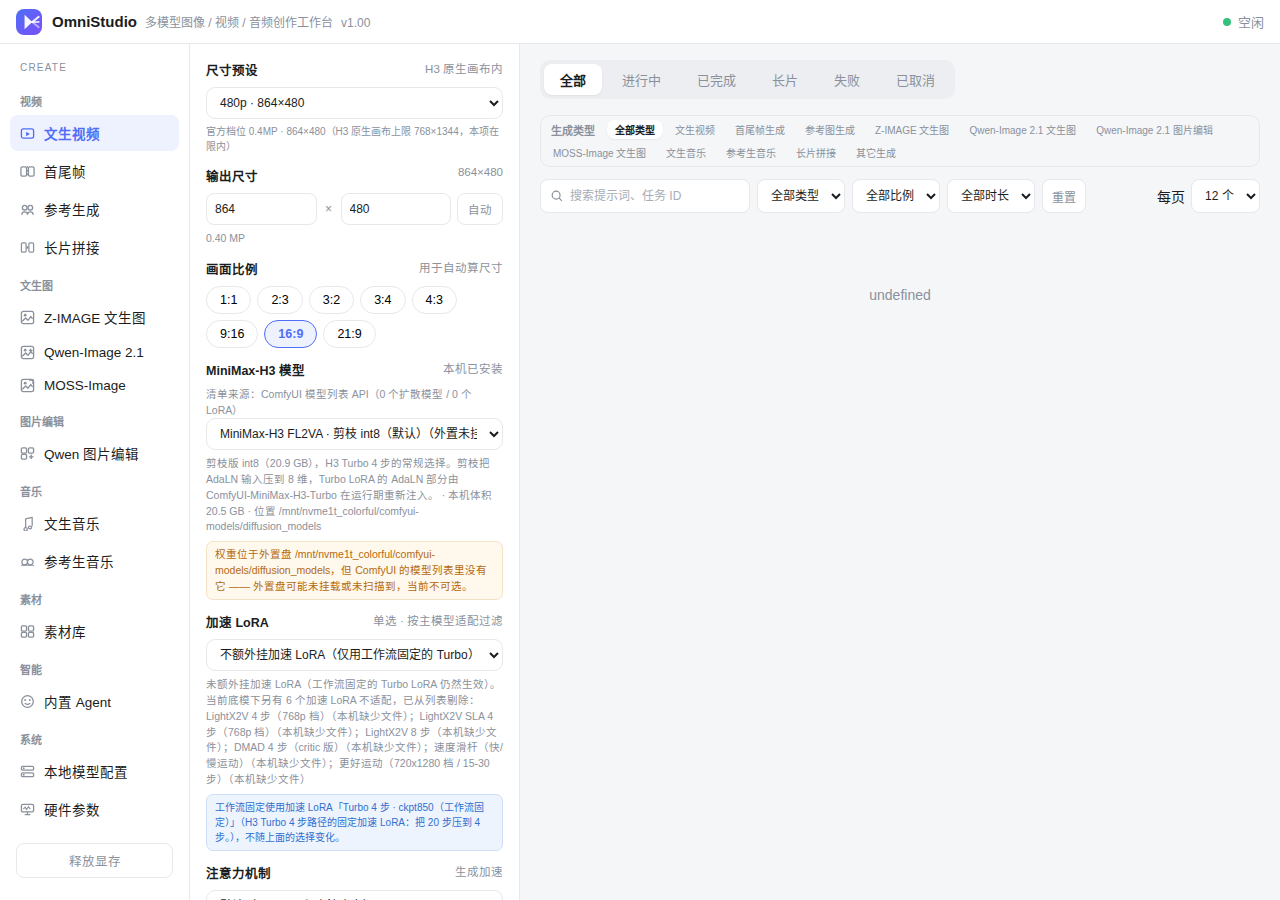 OmniStudio 多模型图像 / 视频 / 音频创作工作台 v1.00
空闲
CREATE
视频
文生视频
首尾帧
参考生成
长片拼接
文生图
Z-IMAGE 文生图
Qwen-Image 2.1
MOSS-Image
图片编辑
Qwen 图片编辑
音乐
文生音乐
参考生音乐
素材
素材库
智能
内置 Agent
系统
本地模型配置
硬件参数
释放显存
尺寸预设 H3 原生画布内
480p · 864×480
官方档位 0.4MP · 864×480（H3 原生画布上限 768×1344，本项在
限内）
输出尺寸 864×480
864 × 480 自动
0.40 MP
画面比例 用于自动算尺寸
1:1 2:3 3:2 3:4 4:3
9:16 16:9 21:9
MiniMax-H3 模型 本机已安装
清单来源：ComfyUI 模型列表 API（0 个扩散模型 / 0 个
LoRA）
MiniMax-H3 FL2VA · 剪枝 int8（默认）（外置未挂
剪枝版 int8（20.9 GB），H3 Turbo 4 步的常规选择。剪枝把
AdaLN 输入压到 8 维，Turbo LoRA 的 AdaLN 部分由
ComfyUI-MiniMax-H3-Turbo 在运行期重新注入。 · 本机体积
20.5 GB · 位置 /mnt/nvme1t_colorful/comfyui-
models/diffusion_models
权重位于外置盘 /mnt/nvme1t_colorful/comfyui-
models/diffusion_models，但 ComfyUI 的模型列表里没有
它 —— 外置盘可能未挂载或未扫描到，当前不可选。
加速 LoRA 单选 · 按主模型适配过滤
不额外挂加速 LoRA（仅用工作流固定的 Turbo）
未额外挂加速 LoRA（工作流固定的 Turbo LoRA 仍然生效）。
当前底模下另有 6 个加速 LoRA 不适配，已从列表剔除：
LightX2V 4 步（768p 档）（本机缺少文件）；LightX2V SLA 4
步（768p 档）（本机缺少文件）；LightX2V 8 步（本机缺少文
件）；DMAD 4 步（critic 版）（本机缺少文件）；速度滑杆（快/
慢运动）（本机缺少文件）；更好运动（720x1280 档 / 15-30
步）（本机缺少文件）
工作流固定使用加速 LoRA「Turbo 4 步 · ckpt850（工作流固
定）」（H3 Turbo 4 步路径的固定加速 LoRA：把 20 步压到 4
步。），不随上面的选择变化。
注意力机制 生成加速
全部 进行中 已完成 长片 失败 已取消
生成类型 全部类型 文生视频 首尾帧生成 参考图生成 Z-IMAGE 文生图 Qwen-Image 2.1 文生图 Qwen-Image 2.1 图片编辑
MOSS-Image 文生图 文生音乐 参考生音乐 长片拼接 其它生成
搜索提示词、任务 ID 全部类型 全部比例 全部时长 重置 每页 12 个
undefined